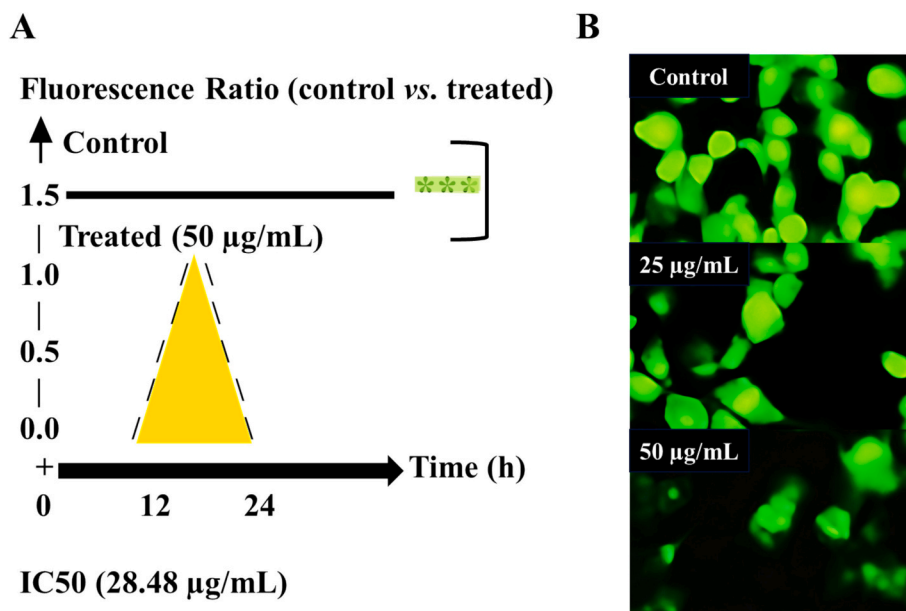 A
Fluorescence Ratio (control vs. treated)
Control
1.5
***
| Treated (50 µg/mL)
1.0
|
0.5
|
0.0
+
Time (h)
0 12 24
IC50 (28.48 µg/mL)
B
Control
25 µg/mL
50 µg/mL